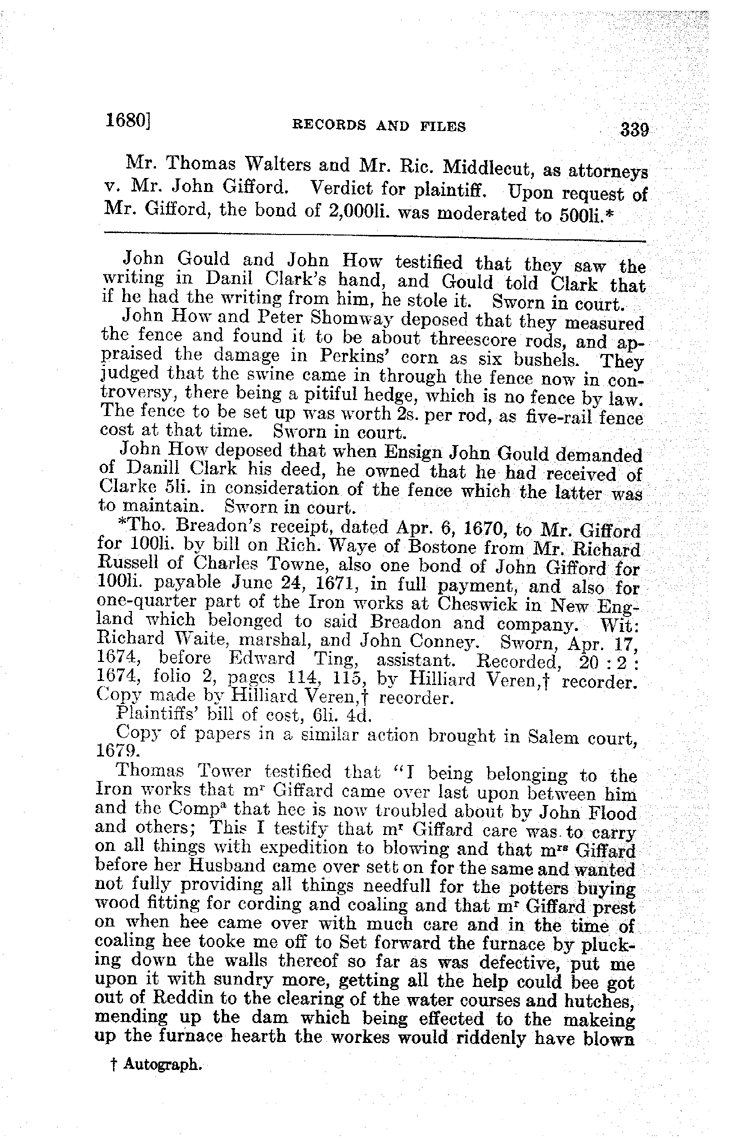 1680]
RECORDS AND FILES
339
Mr. Thomas Walters and Mr. Ric. Middlecut, as attorneys
v. Mr. John Gifford. Verdict for plaintiff. Upon request of
Mr. Gifford, the bond of 2,000li. was moderated to 500li.*
John Gould and John How testified that they saw the
writing in Danil Clark's hand, and Gould told Clark that
if he had the writing from him, he stole it. Sworn in court.
John How and Peter Shomway deposed that they measured
the fence and found it to be about threescore rods, and ap-
praised the damage in Perkins' corn as six bushels. They
judged that the swine came in through the fence now in con-
troversy, there being a pitiful hedge, which is no fence by law.
The fence to be set up was worth 2s. per rod, as five-rail fence
cost at that time. Sworn in court.
John How deposed that when Ensign John Gould demanded
of Danill Clark his deed, he owned that he had received of
Clarke 5li. in consideration of the fence which the latter was
to maintain. Sworn in court.
*Tho. Breadon's receipt, dated Apr. 6, 1670, to Mr. Gifford
for 100li. by bill on Rich. Waye of Bostone from Mr. Richard
Russell of Charles Towne, also one bond of John Gifford for
100li. payable June 24, 1671, in full payment, and also for
one-quarter part of the Iron works at Cheswick in New Eng-
land which belonged to said Breadon and company. Wit:
Richard Waite, marshal, and John Conney. Sworn, Apr. 17,
1674, before Edward Ting, assistant. Recorded, 20 : 2 :
1674, folio 2, pages 114, 115, by Hilliard Veren,† recorder.
Copy made by Hilliard Veren,† recorder.
Plaintiffs' bill of cost, 6li. 4d.
Copy of papers in a similar action brought in Salem court,
1679.
Thomas Tower testified that "I being belonging to the
Iron works that mʳ Giffard came over last upon between him
and the Compᵃ that hee is now troubled about by John Flood
and others; This I testify that mʳ Giffard care was to carry
on all things with expedition to blowing and that mʳˢ Giffard
before her Husband came over sett on for the same and wanted
not fully providing all things needfull for the potters buying
wood fitting for cording and coaling and that mʳ Giffard prest
on when hee came over with much care and in the time of
coaling hee tooke me off to Set forward the furnace by pluck-
ing down the walls thereof so far as was defective, put me
upon it with sundry more, getting all the help could bee got
out of Reddin to the clearing of the water courses and hutches,
mending up the dam which being effected to the makeing
up the furnace hearth the workes would riddenly have blown
† Autograph.